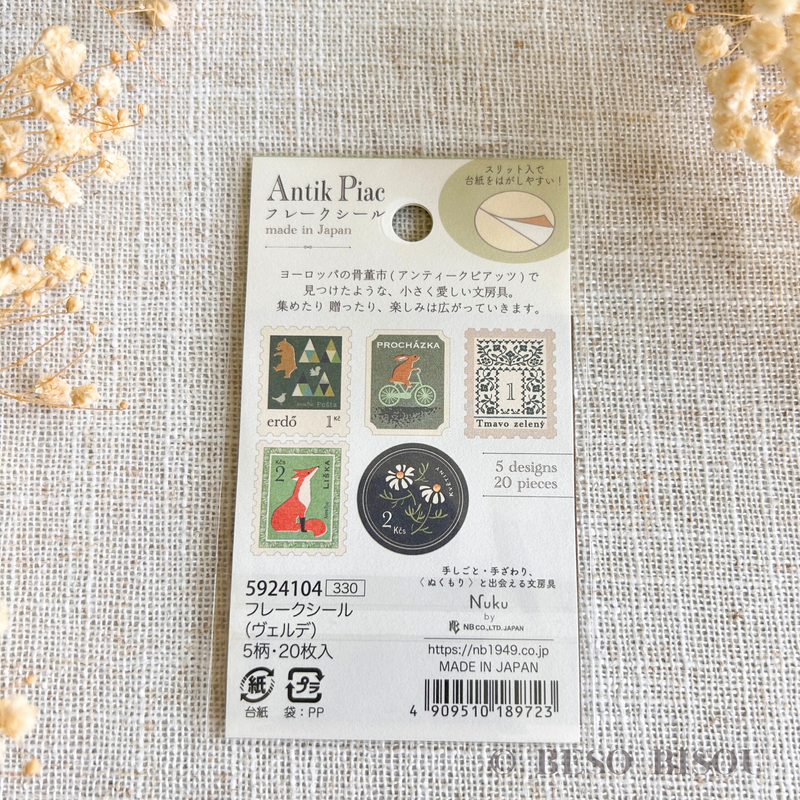 Antik Piac
フレークシール
made in Japan
スリット入で
台紙をはがしやすい!
ヨーロッパの骨董市(アンティークピアッツ)で
見つけたような、小さく愛しい文房具。
集めたり 贈ったり、楽しみは広がっていきます。
Pošta
erdő 1Kč
PROCHÁZKA
1
Tmavo zelený
2 Kčs
LIŠKA
KVĚTINY
2 Kčs
5 designs
20 pieces
5924104 330
フレークシール
(ヴェルデ)
5柄・20枚入
紙
プラ
台紙 袋:PP
手しごと・手ざわり、
〈ぬくもり〉と出会える文房具
Nuku
by
NB CO.,LTD. JAPAN
https://nb1949.co.jp
MADE IN JAPAN
4 909510 189723
© BESO BISOU